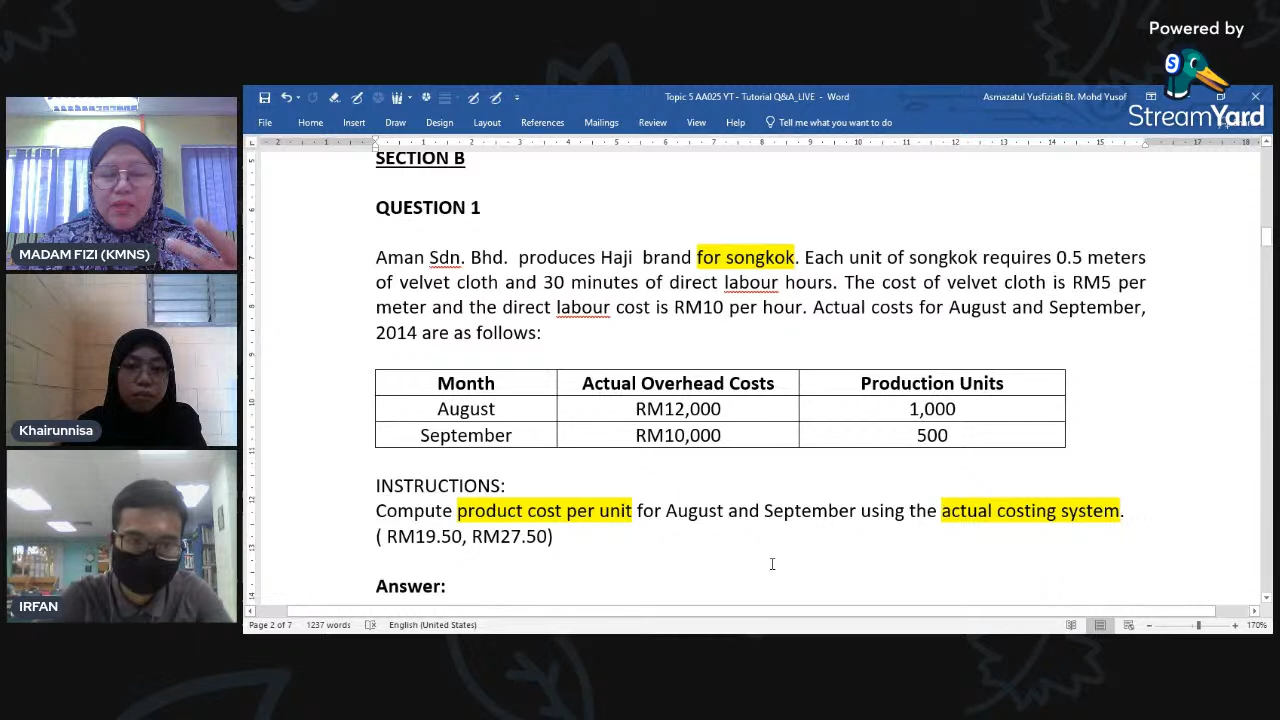 Powered by
StreamYard
Topic 5 AA025 YT - Tutorial Q&A_LIVE - Word
Asmazatul Yusfiziati Bt. Mohd Yusof
File Home Insert Draw Design Layout References Mailings Review View Help Tell me what you want to do
SECTION B
QUESTION 1
Aman Sdn. Bhd. produces Haji brand for songkok. Each unit of songkok requires 0.5 meters
of velvet cloth and 30 minutes of direct labour hours. The cost of velvet cloth is RM5 per
meter and the direct labour cost is RM10 per hour. Actual costs for August and September,
2014 are as follows:
Month Actual Overhead Costs Production Units
August RM12,000 1,000
September RM10,000 500
INSTRUCTIONS:
Compute product cost per unit for August and September using the actual costing system.
( RM19.50, RM27.50)
Answer:
Page 2 of 7 1237 words English (United States) 170%
MADAM FIZI (KMNS)
Khairunnisa
IRFAN